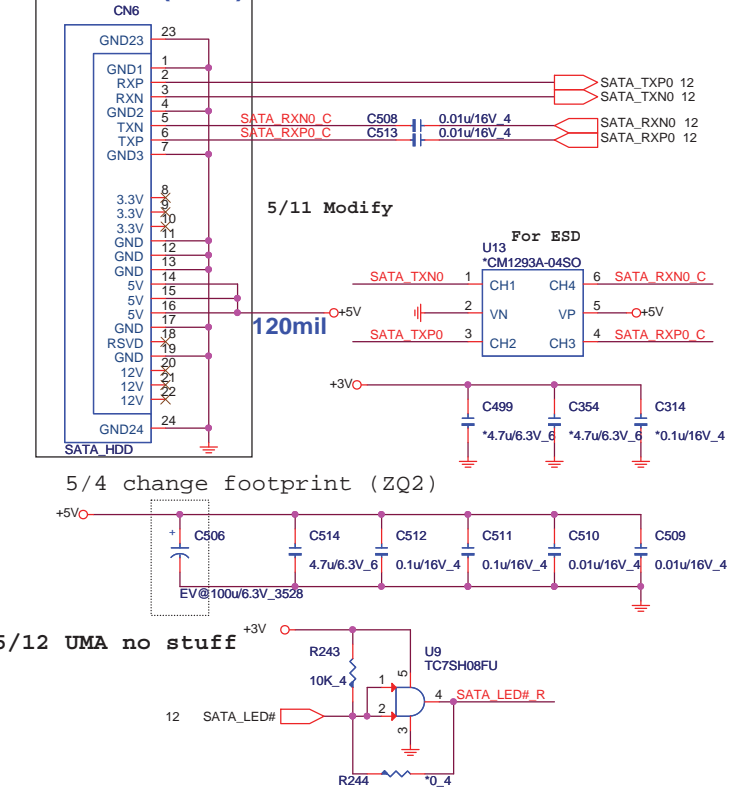 CN6
GND23 23
GND1 1
RXP 2
RXN 3
GND2 4
TXN 5
TXP 6
GND3 7
3.3V 8
3.3V 9
3.3V 10
GND 11
GND 12
GND 13
5V 14
5V 15
5V 16
GND 17
RSVD 18
GND 19
12V 20
12V 21
12V 22
GND24 24
SATA_HDD
SATA_TXP0 12
SATA_TXN0 12
SATA_RXN0_C C508 0.01u/16V_4 SATA_RXN0 12
SATA_RXP0_C C513 0.01u/16V_4 SATA_RXP0 12
5/11 Modify
+5V
120mil
For ESD
U13
*CM1293A-04SO
SATA_TXN0 1 CH1 CH4 6 SATA_RXN0_C
2 VN VP 5 +5V
SATA_TXP0 3 CH2 CH3 4 SATA_RXP0_C
+3V
C499 C354 C314
*4.7u/6.3V_6 *4.7u/6.3V_6 *0.1u/16V_4
5/4 change footprint (ZQ2)
+5V
+ C506 C514 C512 C511 C510 C509
4.7u/6.3V_6 0.1u/16V_4 0.1u/16V_4 0.01u/16V_4 0.01u/16V_4
EV@100u/6.3V_3528
5/12 UMA no stuff
+3V
R243
10K_4
U9
TC7SH08FU
5
1
2
4 SATA_LED#_R
3
12 SATA_LED#
R244 *0_4